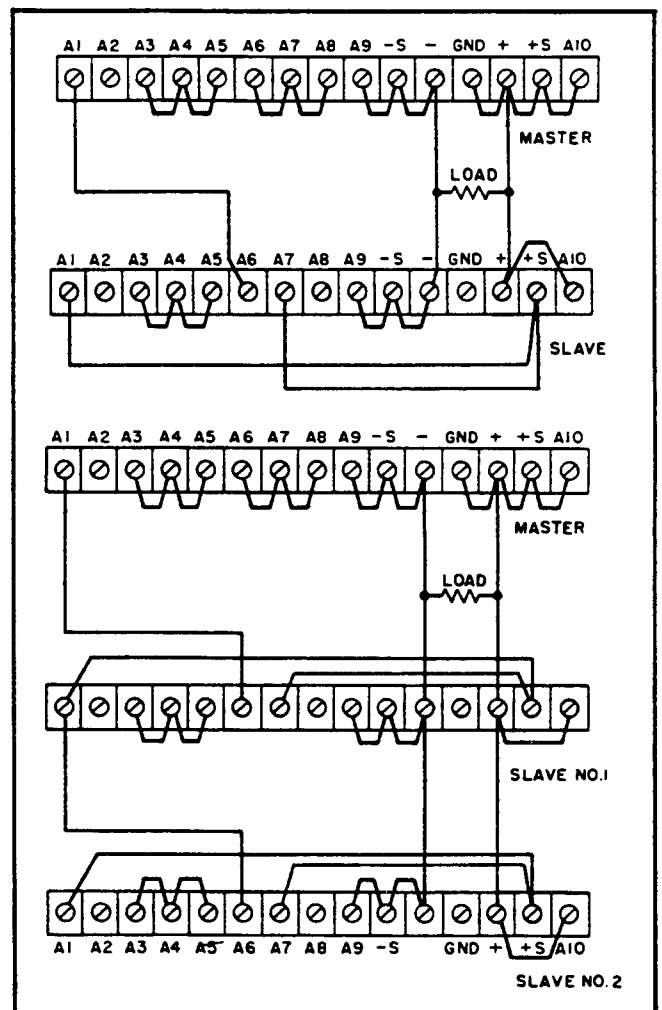 A1 A2 A3 A4 A5 A6 A7 A8 A9 -S - GND + +S A10
MASTER
LOAD
A1 A2 A3 A4 A5 A6 A7 A8 A9 -S - GND + +S A10
SLAVE
A1 A2 A3 A4 A5 A6 A7 A8 A9 -S - GND + +S A10
MASTER
LOAD
SLAVE NO.1
A1 A2 A3 A4 A5 A6 A7 A8 A9 -S GND + +S A10
SLAVE NO. 2